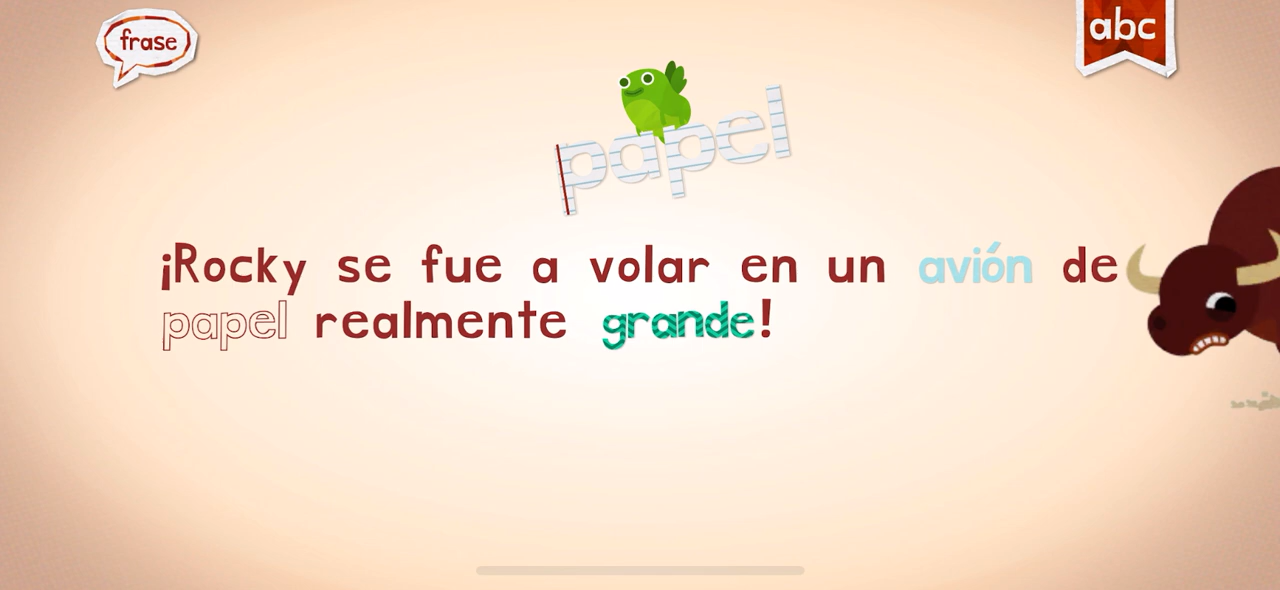 frase
abc
papel
¡Rocky se fue a volar en un avión de
papel realmente grande!